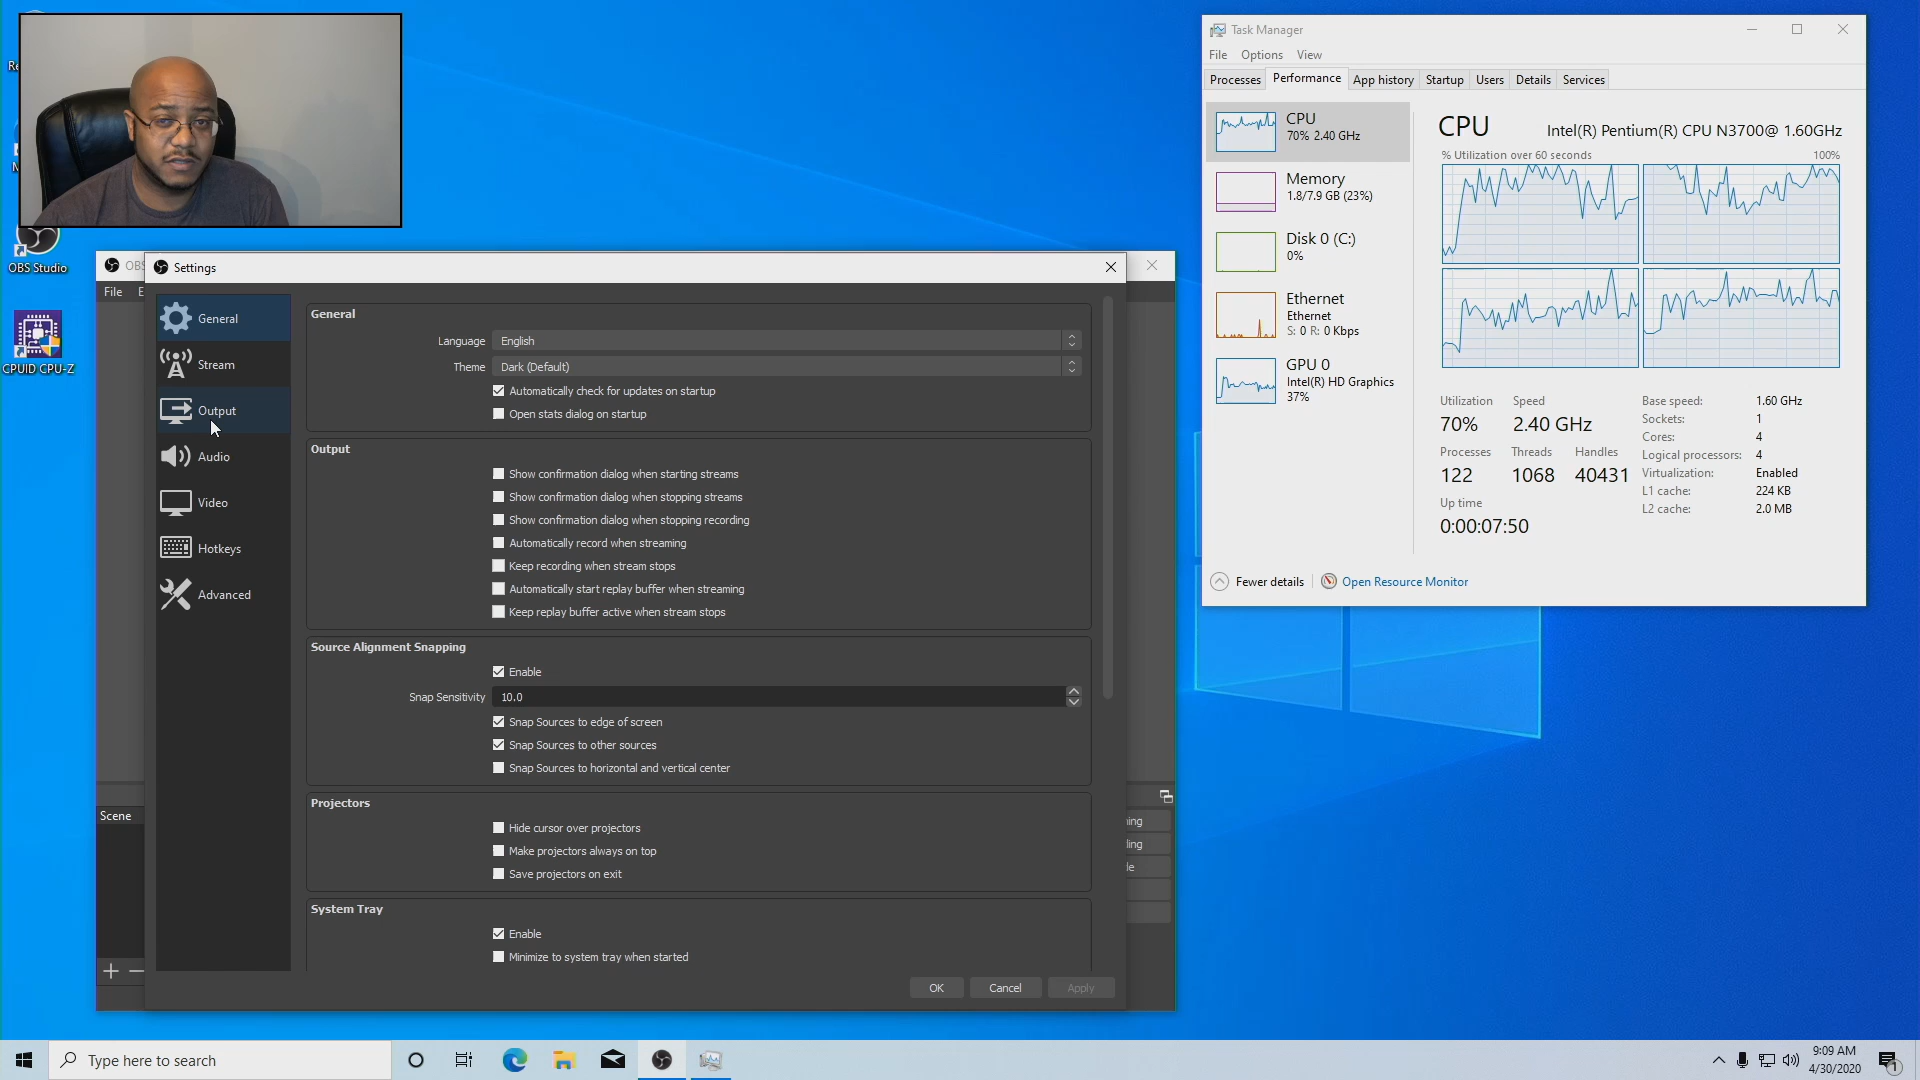 Re
M
OBS Studio
CPUID CPU-Z
OBS
File E
Scene
ning
ding
de
Settings
General
Stream
Output
Audio
Video
Hotkeys
Advanced
General
Language English
Theme Dark (Default)
Automatically check for updates on startup
Open stats dialog on startup
Output
Show confirmation dialog when starting streams
Show confirmation dialog when stopping streams
Show confirmation dialog when stopping recording
Automatically record when streaming
Keep recording when stream stops
Automatically start replay buffer when streaming
Keep replay buffer active when stream stops
Source Alignment Snapping
Enable
Snap Sensitivity 10.0
Snap Sources to edge of screen
Snap Sources to other sources
Snap Sources to horizontal and vertical center
Projectors
Hide cursor over projectors
Make projectors always on top
Save projectors on exit
System Tray
Enable
Minimize to system tray when started
OK Cancel Apply
Task Manager
File Options View
Processes Performance App history Startup Users Details Services
CPU
70% 2.40 GHz
Memory
1.8/7.9 GB (23%)
Disk 0 (C:)
0%
Ethernet
Ethernet
S: 0 R: 0 Kbps
GPU 0
Intel(R) HD Graphics
37%
CPU Intel(R) Pentium(R) CPU N3700@ 1.60GHz
% Utilization over 60 seconds 100%
Utilization Speed
70% 2.40 GHz
Processes Threads Handles
122 1068 40431
Up time
0:00:07:50
Base speed: 1.60 GHz
Sockets: 1
Cores: 4
Logical processors: 4
Virtualization: Enabled
L1 cache: 224 KB
L2 cache: 2.0 MB
Fewer details Open Resource Monitor
Type here to search
9:09 AM
4/30/2020
1